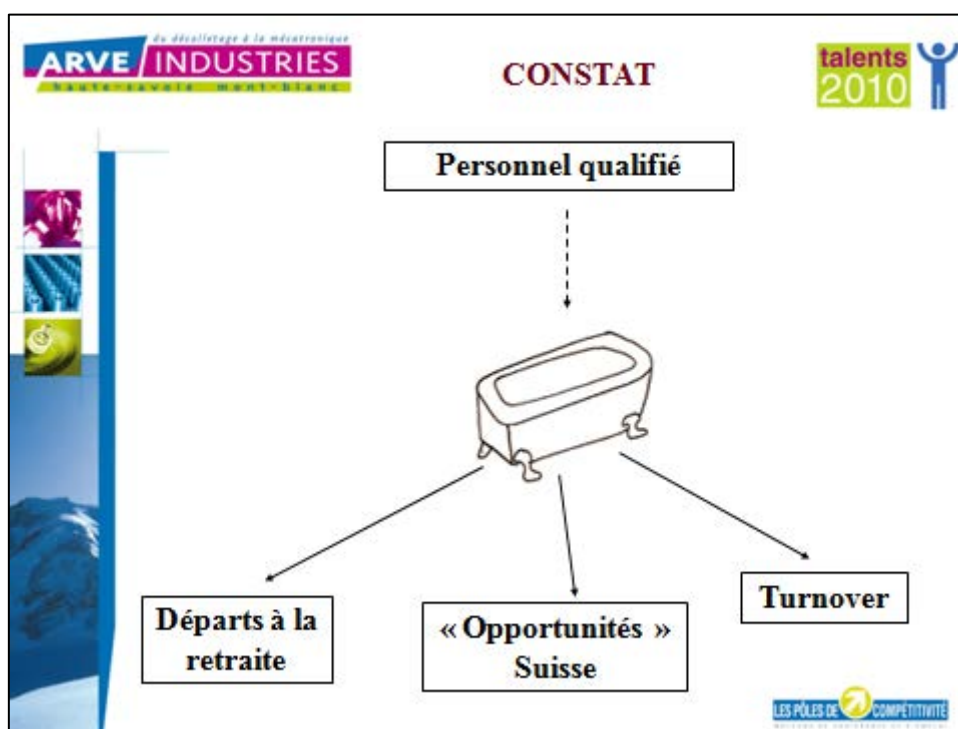 du décolletage à la mécatronique
ARVE INDUSTRIES
haute-savoie mont-blanc
CONSTAT
talents
2010
Personnel qualifié
Départs à la
retraite
« Opportunités »
Suisse
Turnover
LES PÔLES DE COMPÉTITIVITÉ